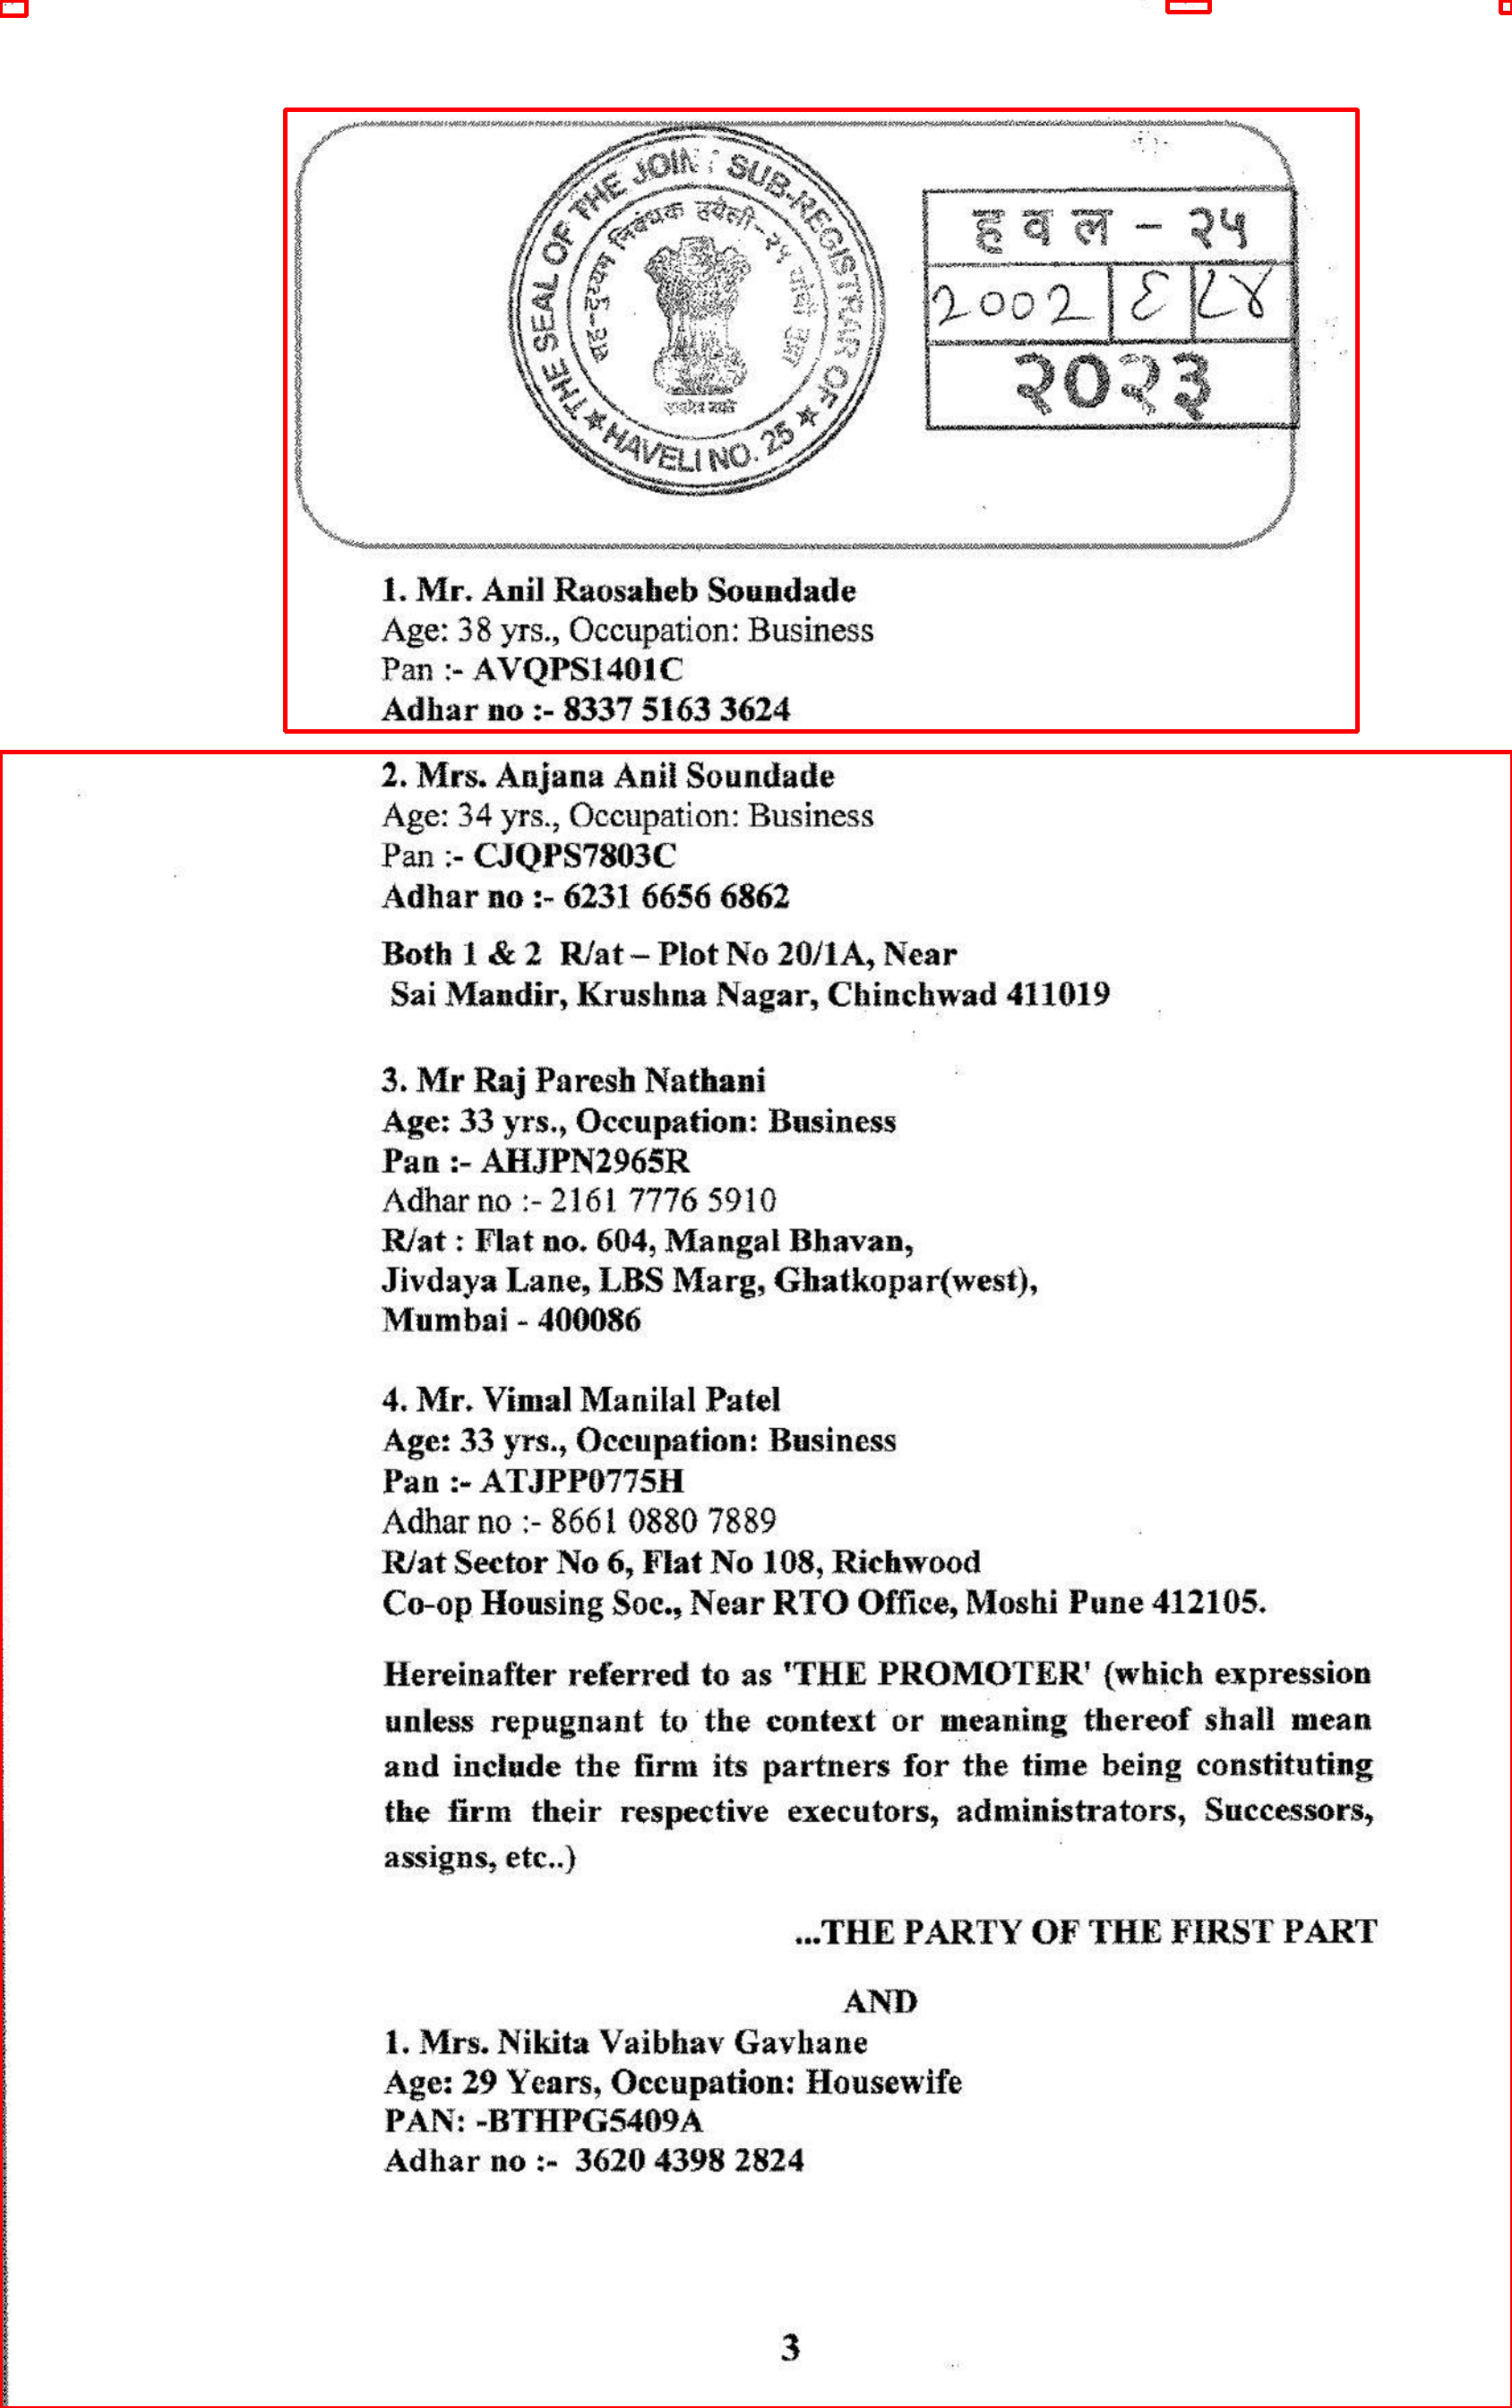 THE SEAL OF THE JOINT SUB-REGISTRAR OF
HAVELI NO. 25
सह-दुय्यम निबंधक हवेली-२५ यांची मुद्रा
हवल - २५
2002 | ६ | ८४
२०२३
1. Mr. Anil Raosaheb Soundade
Age: 38 yrs., Occupation: Business
Pan :- AVQPS1401C
Adhar no :- 8337 5163 3624
2. Mrs. Anjana Anil Soundade
Age: 34 yrs., Occupation: Business
Pan :- CJQPS7803C
Adhar no :- 6231 6656 6862
Both 1 & 2 R/at – Plot No 20/1A, Near
Sai Mandir, Krushna Nagar, Chinchwad 411019
3. Mr Raj Paresh Nathani
Age: 33 yrs., Occupation: Business
Pan :- AHJPN2965R
Adhar no :- 2161 7776 5910
R/at : Flat no. 604, Mangal Bhavan,
Jivdaya Lane, LBS Marg, Ghatkopar(west),
Mumbai - 400086
4. Mr. Vimal Manilal Patel
Age: 33 yrs., Occupation: Business
Pan :- ATJPP0775H
Adhar no :- 8661 0880 7889
R/at Sector No 6, Flat No 108, Richwood
Co-op Housing Soc., Near RTO Office, Moshi Pune 412105.
Hereinafter referred to as 'THE PROMOTER' (which expression
unless repugnant to the context or meaning thereof shall mean
and include the firm its partners for the time being constituting
the firm their respective executors, administrators, Successors,
assigns, etc..)
...THE PARTY OF THE FIRST PART
AND
1. Mrs. Nikita Vaibhav Gavhane
Age: 29 Years, Occupation: Housewife
PAN: -BTHPG5409A
Adhar no :- 3620 4398 2824
3